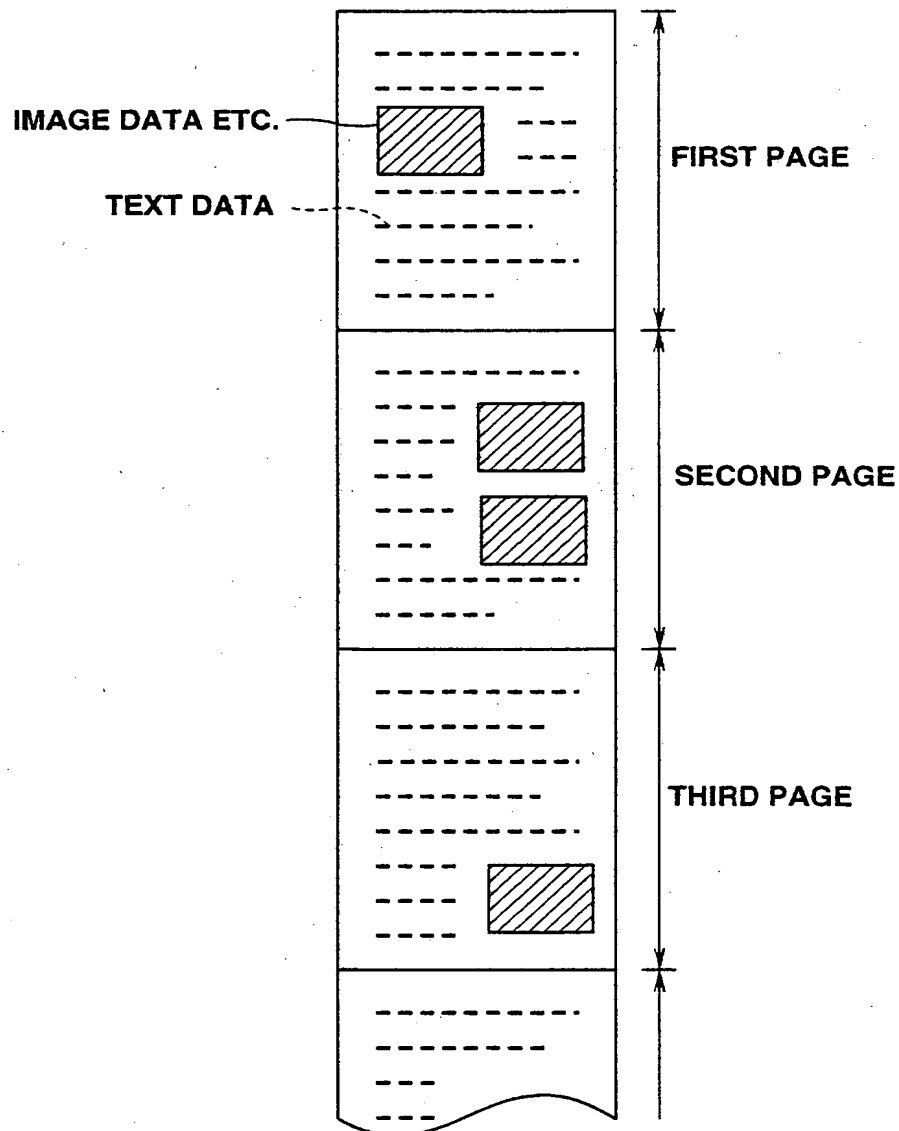 IMAGE DATA ETC.
FIRST PAGE
TEXT DATA
SECOND PAGE
THIRD PAGE